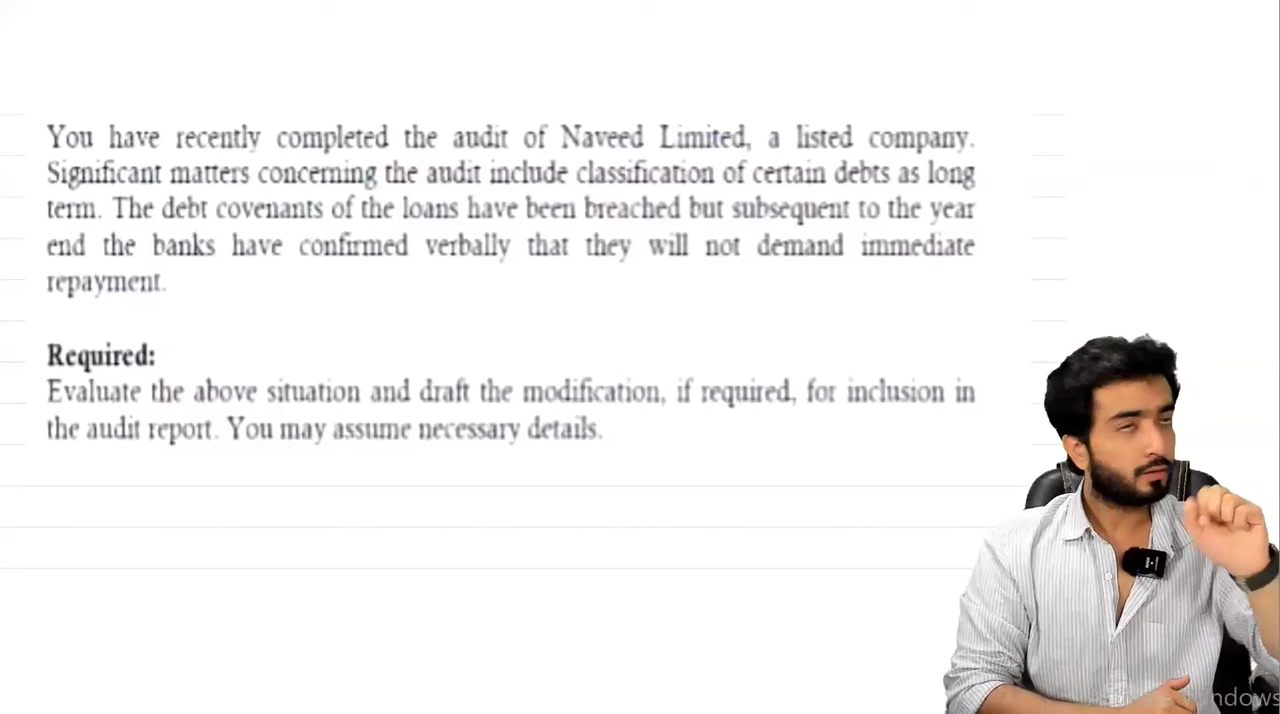 You have recently completed the audit of Naveed Limited, a listed company.
Significant matters concerning the audit include classification of certain debts as long
term. The debt covenants of the loans have been breached but subsequent to the year
end the banks have confirmed verbally that they will not demand immediate
repayment.
Required:
Evaluate the above situation and draft the modification, if required, for inclusion in
the audit report. You may assume necessary details.